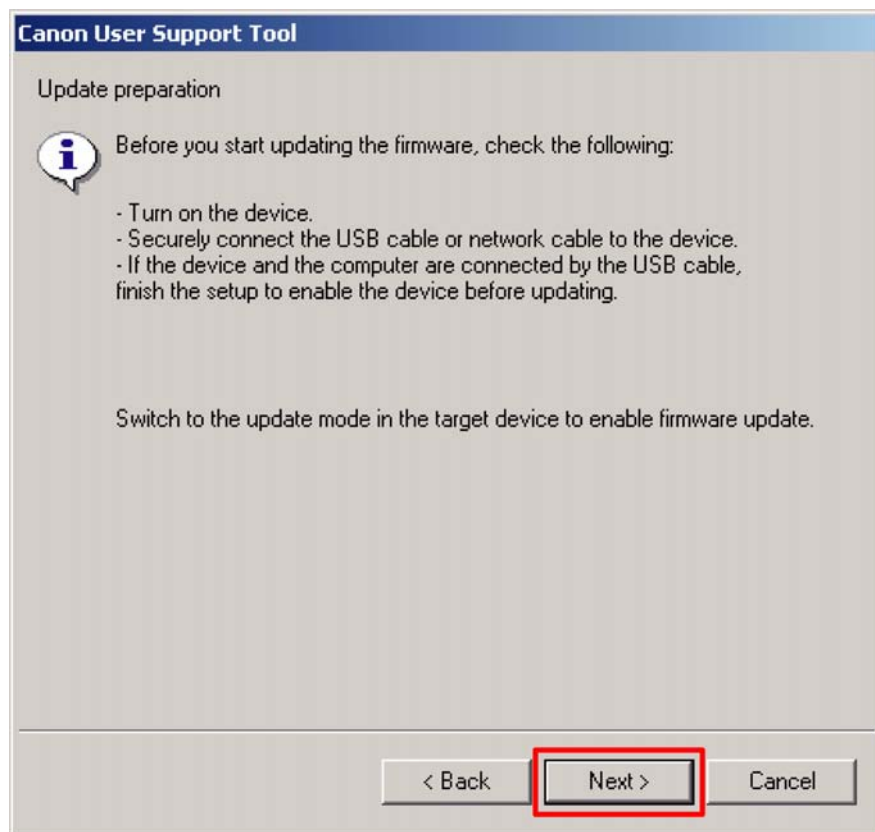 Canon User Support Tool
Update preparation
Before you start updating the firmware, check the following:
- Turn on the device.
- Securely connect the USB cable or network cable to the device.
- If the device and the computer are connected by the USB cable,
finish the setup to enable the device before updating.
Switch to the update mode in the target device to enable firmware update.
< Back
Next >
Cancel